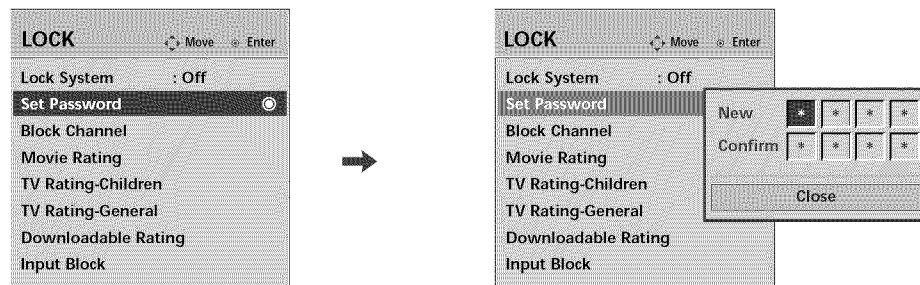 LOCK
Move
Enter
Lock System : Off
Set Password
Block Channel
Movie Rating
TV Rating-Children
TV Rating-General
Downloadable Rating
Input Block
LOCK
Move
Enter
Lock System : Off
Set Password
Block Channel
Movie Rating
TV Rating-Children
TV Rating-General
Downloadable Rating
Input Block
New * * * *
Confirm * * * *
Close